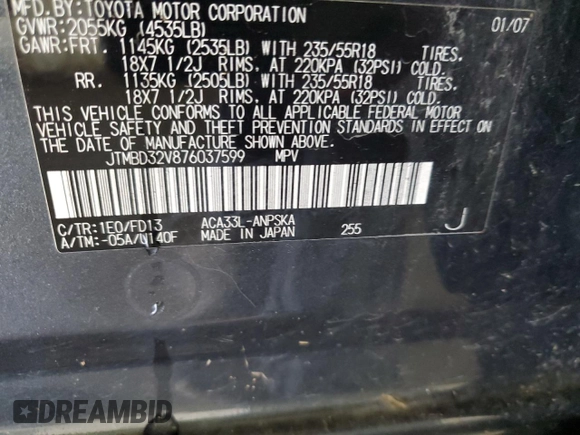 MFD.BY:TOYOTA MOTOR CORPORATION 01/07
GVWR:2055KG (4535LB)
GAWR:FRT. 1145KG (2535LB) WITH 235/55R18 TIRES.
18X7 1/2J RIMS. AT 220KPA (32PSI) COLD.
RR. 1135KG (2505LB) WITH 235/55R18 TIRES.
18X7 1/2J RIMS. AT 220KPA (32PSI) COLD.
THIS VEHICLE CONFORMS TO ALL APPLICABLE FEDERAL MOTOR
VEHICLE SAFETY AND THEFT PREVENTION STANDARDS IN EFFECT ON
THE DATE OF MANUFACTURE SHOWN ABOVE.
JTMBD32V876037599 MPV
C/TR:1E0/FD13 ACA33L-ANPSKA
A/TM:-05A/U140F MADE IN JAPAN 255 J
DREAMBID